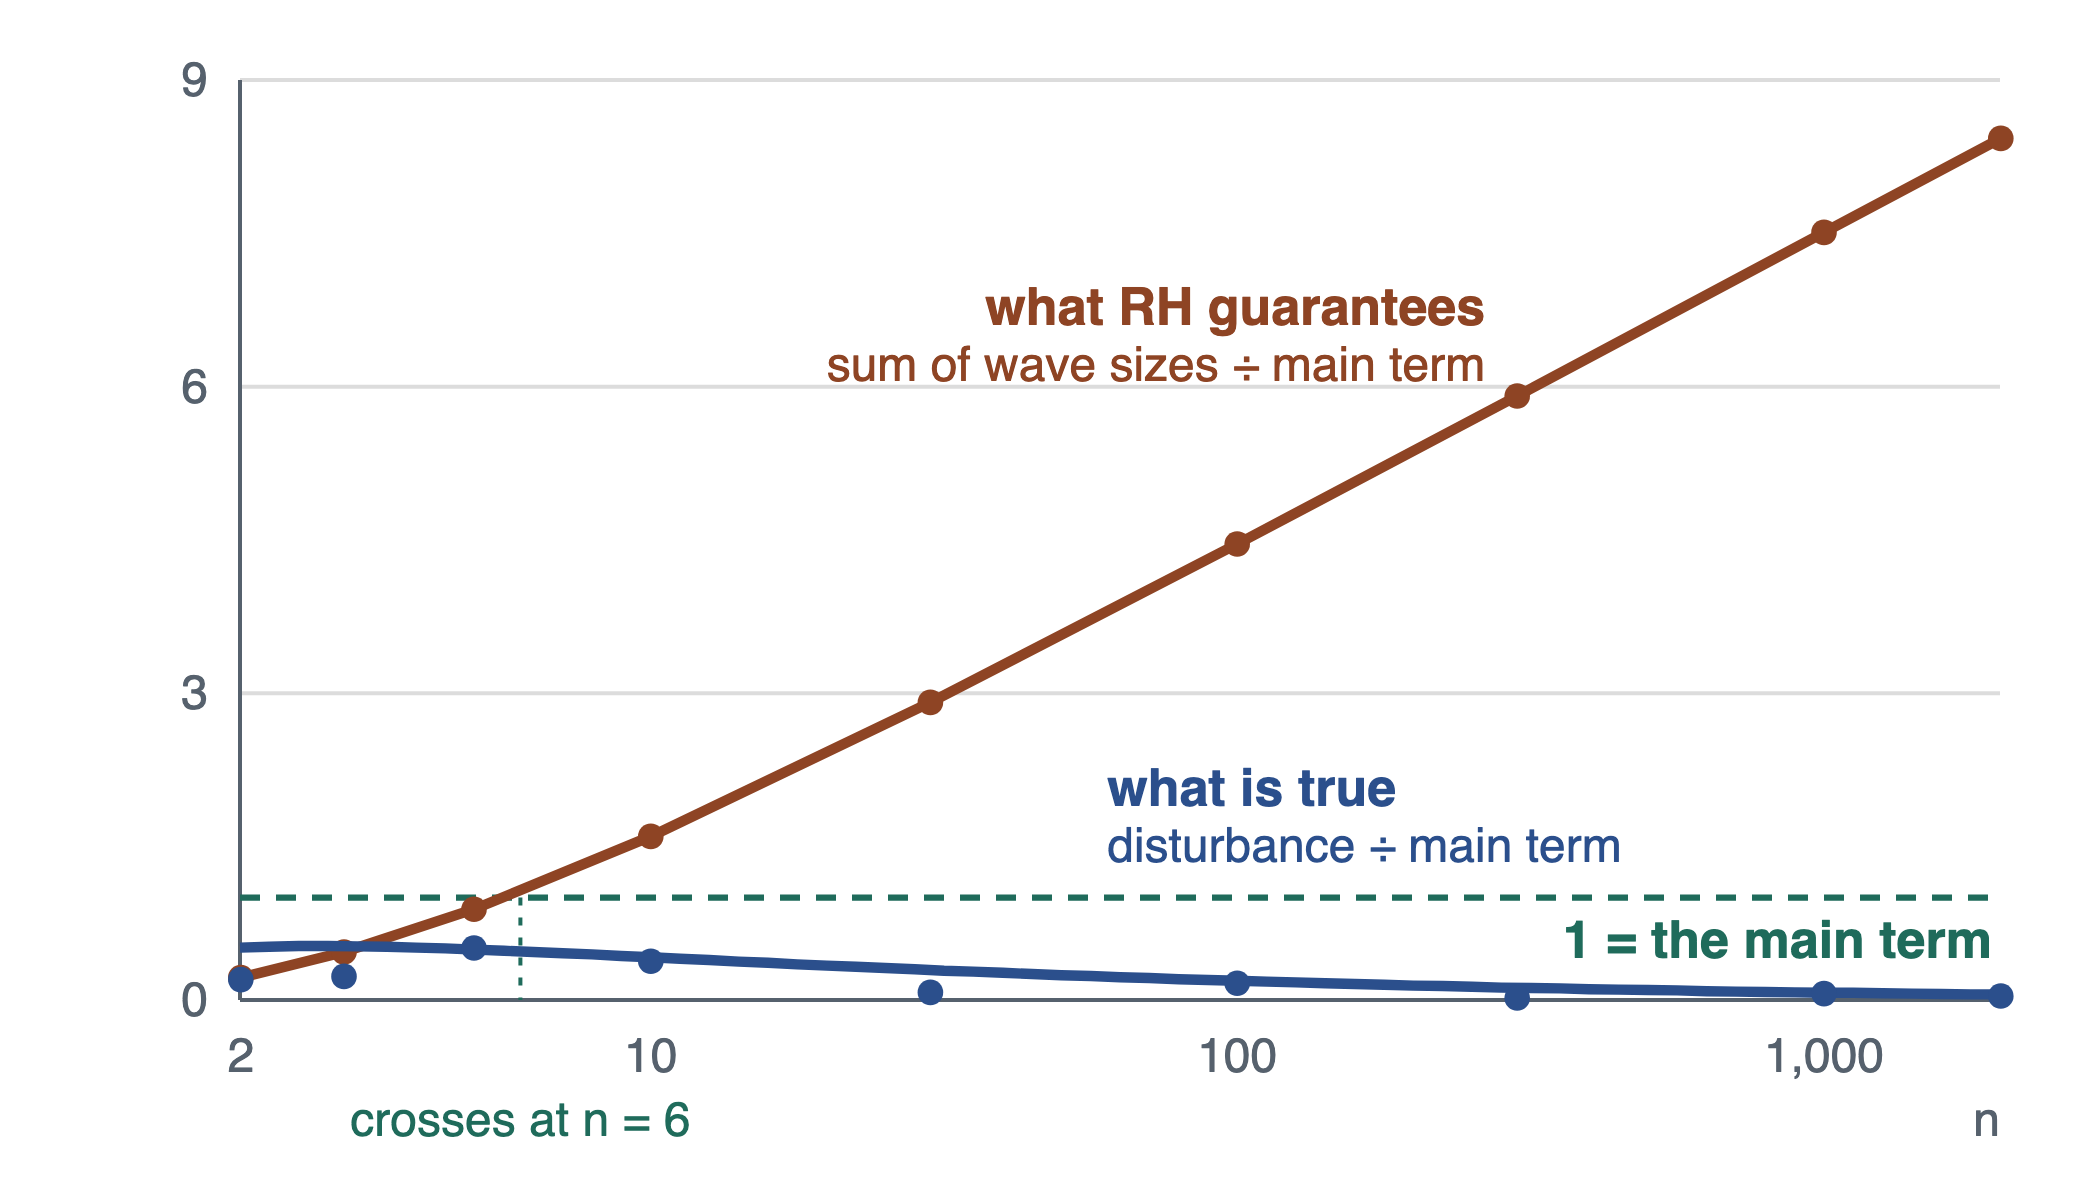 9
what RH guarantees
sum of wave sizes ÷ main term
6
3
what is true
disturbance ÷ main term
1 = the main term
0
2
10
100
1,000
crosses at n = 6
n